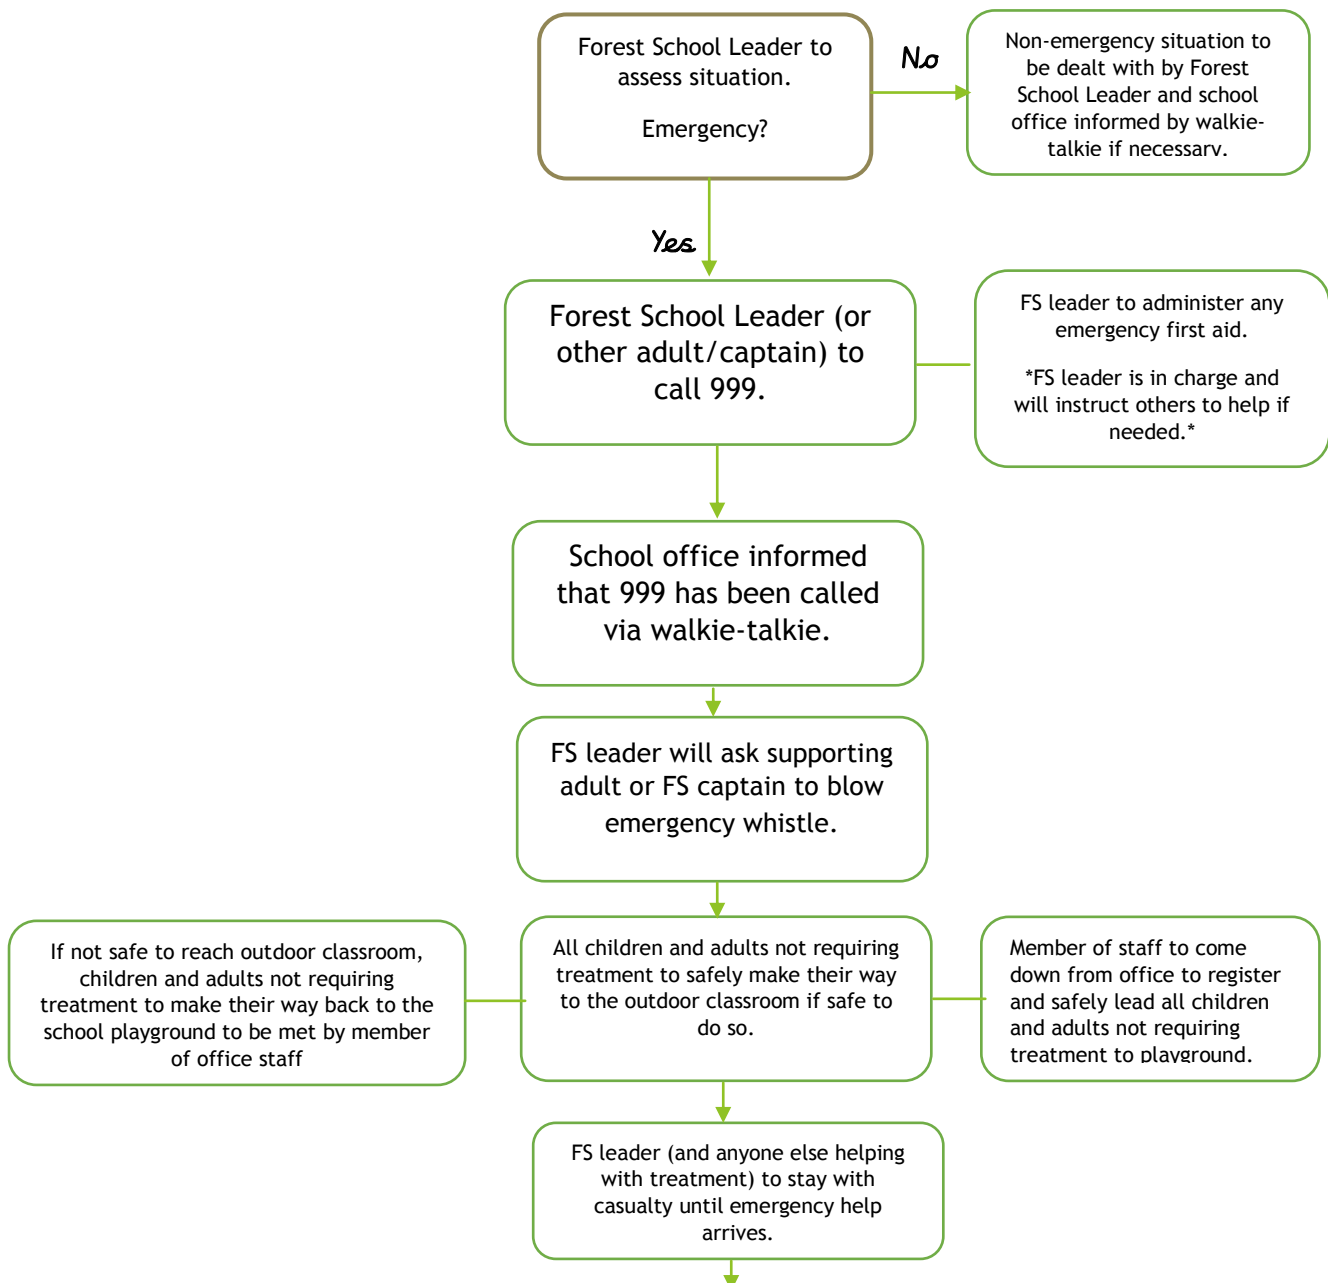 Forest School Leader to
assess situation.
Emergency?
No
Non-emergency situation to
be dealt with by Forest
School Leader and school
office informed by walkie-
talkie if necessary.
Yes
Forest School Leader (or
other adult/captain) to
call 999.
FS leader to administer any
emergency first aid.
*FS leader is in charge and
will instruct others to help if
needed.*
School office informed
that 999 has been called
via walkie-talkie.
FS leader will ask supporting
adult or FS captain to blow
emergency whistle.
If not safe to reach outdoor classroom,
children and adults not requiring
treatment to make their way back to the
school playground to be met by member
of office staff
All children and adults not requiring
treatment to safely make their way
to the outdoor classroom if safe to
do so.
Member of staff to come
down from office to register
and safely lead all children
and adults not requiring
treatment to playground.
FS leader (and anyone else helping
with treatment) to stay with
casualty until emergency help
arrives.